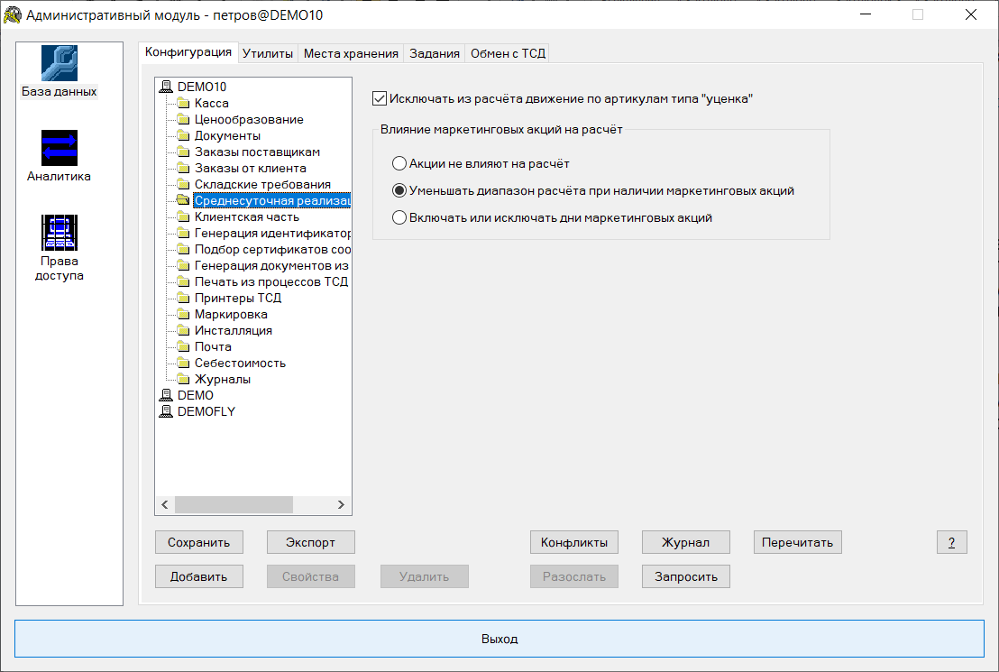 Административный модуль - петров@DEMO10
База данных
Аналитика
Права
доступа
Конфигурация
Утилиты
Места хранения
Задания
Обмен с ТСД
DEMO10
Касса
Ценообразование
Документы
Заказы поставщикам
Заказы от клиента
Складские требования
Среднесуточная реализац
Клиентская часть
Генерация идентификатор
Подбор сертификатов соо
Генерация документов из
Печать из процессов ТСД
Принтеры ТСД
Маркировка
Инсталляция
Почта
Себестоимость
Журналы
DEMO
DEMOFLY
Исключать из расчёта движение по артикулам типа "уценка"
Влияние маркетинговых акций на расчёт
Акции не влияют на расчёт
Уменьшать диапазон расчёта при наличии маркетинговых акций
Включать или исключать дни маркетинговых акций
Сохранить
Экспорт
Конфликты
Журнал
Перечитать
?
Добавить
Свойства
Удалить
Разослать
Запросить
Выход